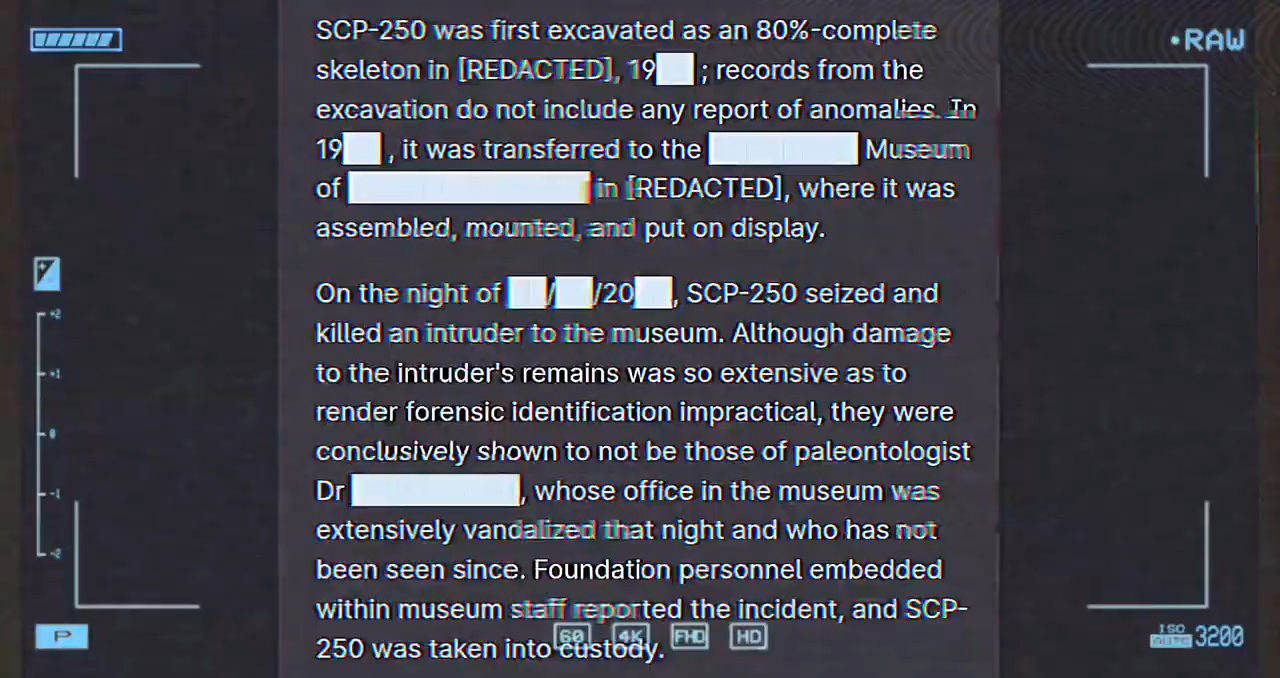 SCP-250 was first excavated as an 80%-complete
skeleton in [REDACTED], 19██ ; records from the
excavation do not include any report of anomalies. In
19██ , it was transferred to the ████████ Museum
of █████████████ in [REDACTED], where it was
assembled, mounted, and put on display.
On the night of ██/██/20██, SCP-250 seized and
killed an intruder to the museum. Although damage
to the intruder's remains was so extensive as to
render forensic identification impractical, they were
conclusively shown to not be those of paleontologist
Dr █████████, whose office in the museum was
extensively vandalized that night and who has not
been seen since. Foundation personnel embedded
within museum staff reported the incident, and SCP-
250 was taken into custody.
•RAW
+2
+1
0
-1
-2
P
60 4K FHD HD
ISO
AUTO 3200